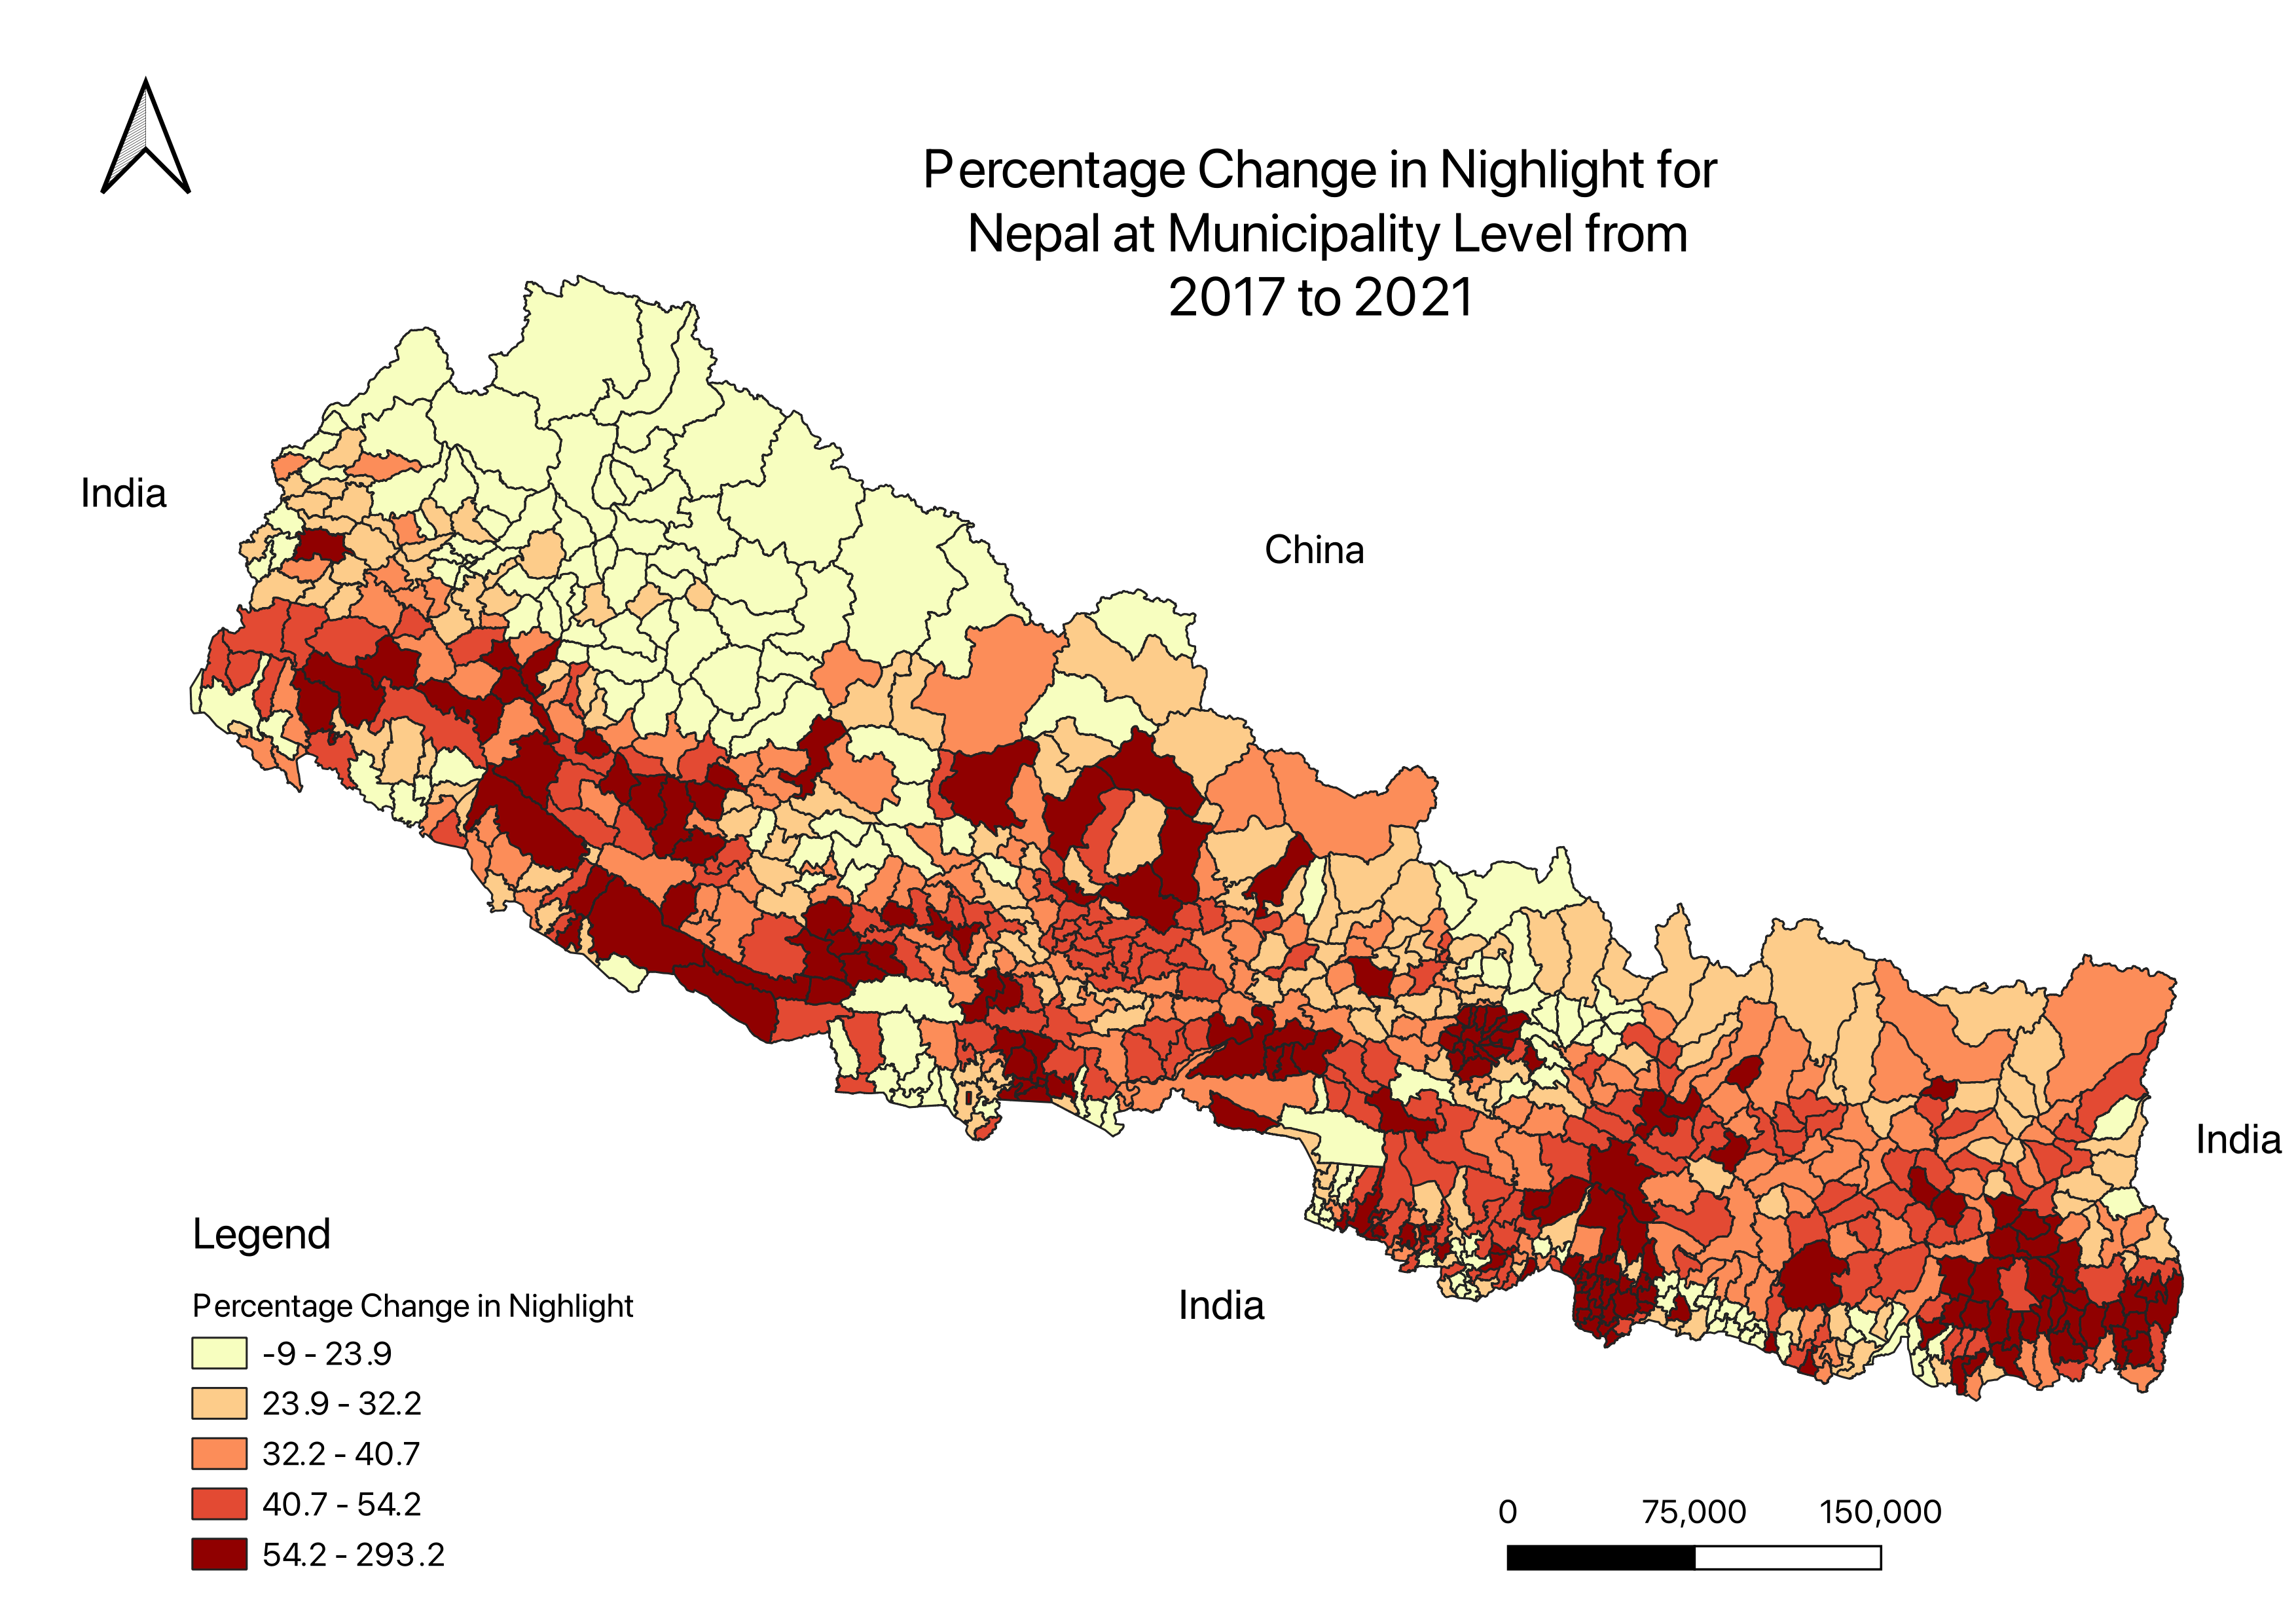 Percentage Change in Nighlight for
Nepal at Municipality Level from
2017 to 2021
India
China
India
India
Legend
Percentage Change in Nighlight
-9 - 23.9
23.9 - 32.2
32.2 - 40.7
40.7 - 54.2
54.2 - 293.2
0 75,000 150,000